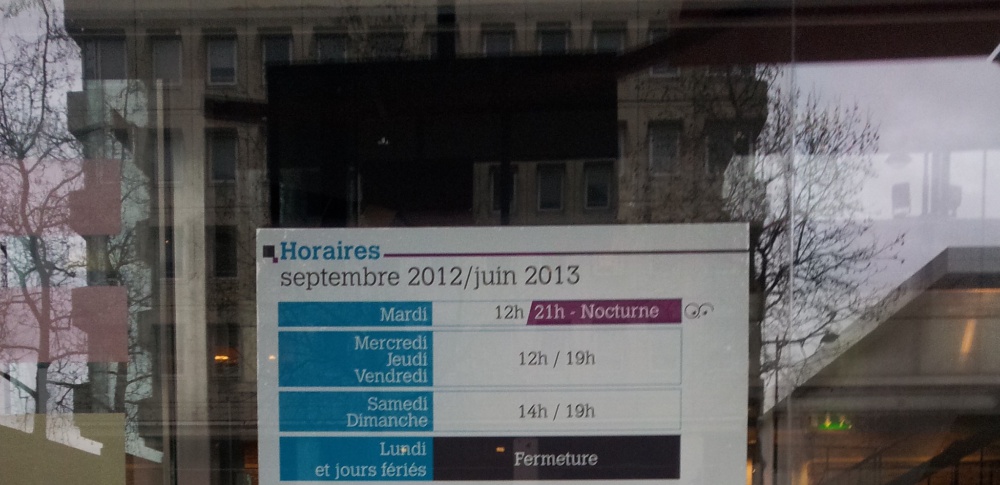 Horaires
septembre 2012/juin 2013
Mardi 12h / 21h - Nocturne
Mercredi
Jeudi 12h / 19h
Vendredi
Samedi
Dimanche 14h / 19h
Lundi
et jours fériés Fermeture